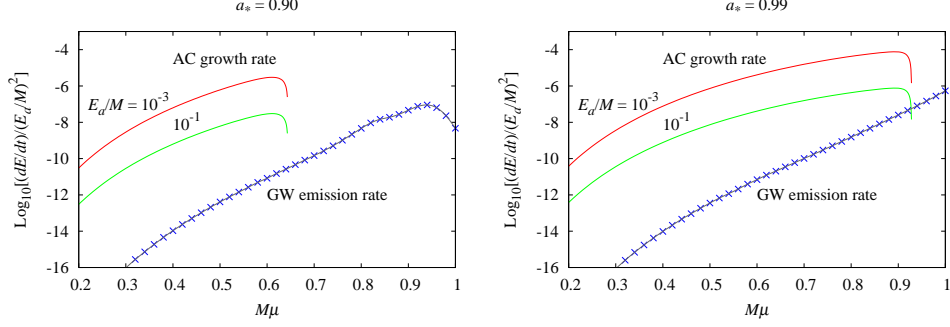 a* = 0.90
Log10[(dE/dt)/(Ea/M)^2]
-4
-6
-8
-10
-12
-14
-16
AC growth rate
Ea/M = 10^-3
10^-1
GW emission rate
0.2 0.3 0.4 0.5 0.6 0.7 0.8 0.9 1
Mμ
a* = 0.99
Log10[(dE/dt)/(Ea/M)^2]
-4
-6
-8
-10
-12
-14
-16
AC growth rate
Ea/M = 10^-3
10^-1
GW emission rate
0.2 0.3 0.4 0.5 0.6 0.7 0.8 0.9 1
Mμ